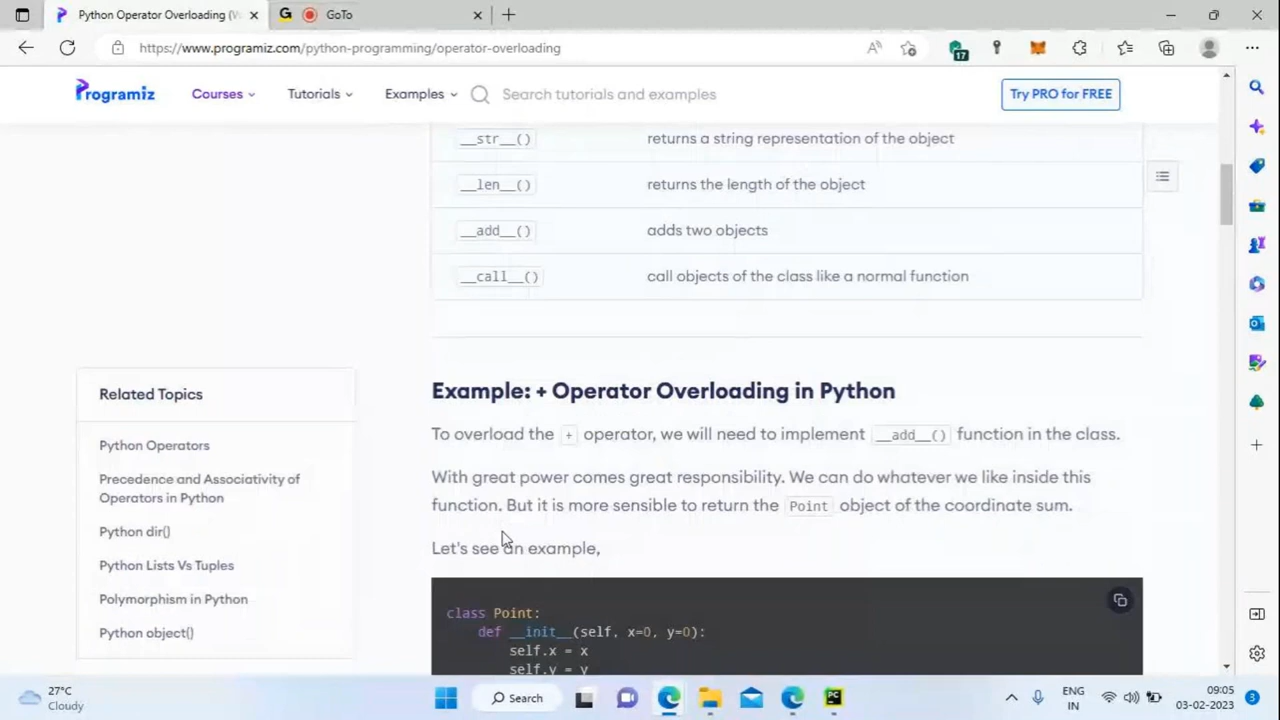 Python Operator Overloading (W
GoTo
https://www.programiz.com/python-programming/operator-overloading
17
Programiz
Courses
Tutorials
Examples
Search tutorials and examples
Try PRO for FREE
__str__() returns a string representation of the object
__len__() returns the length of the object
__add__() adds two objects
__call__() call objects of the class like a normal function
Related Topics
Python Operators
Precedence and Associativity of
Operators in Python
Python dir()
Python Lists Vs Tuples
Polymorphism in Python
Python object()
Example: + Operator Overloading in Python
To overload the + operator, we will need to implement __add__() function in the class.
With great power comes great responsibility. We can do whatever we like inside this
function. But it is more sensible to return the Point object of the coordinate sum.
Let's see an example,
class Point:
def __init__(self, x=0, y=0):
self.x = x
self.y = y
27°C
Cloudy
Search
ENG
IN
09:05
03-02-2023
3